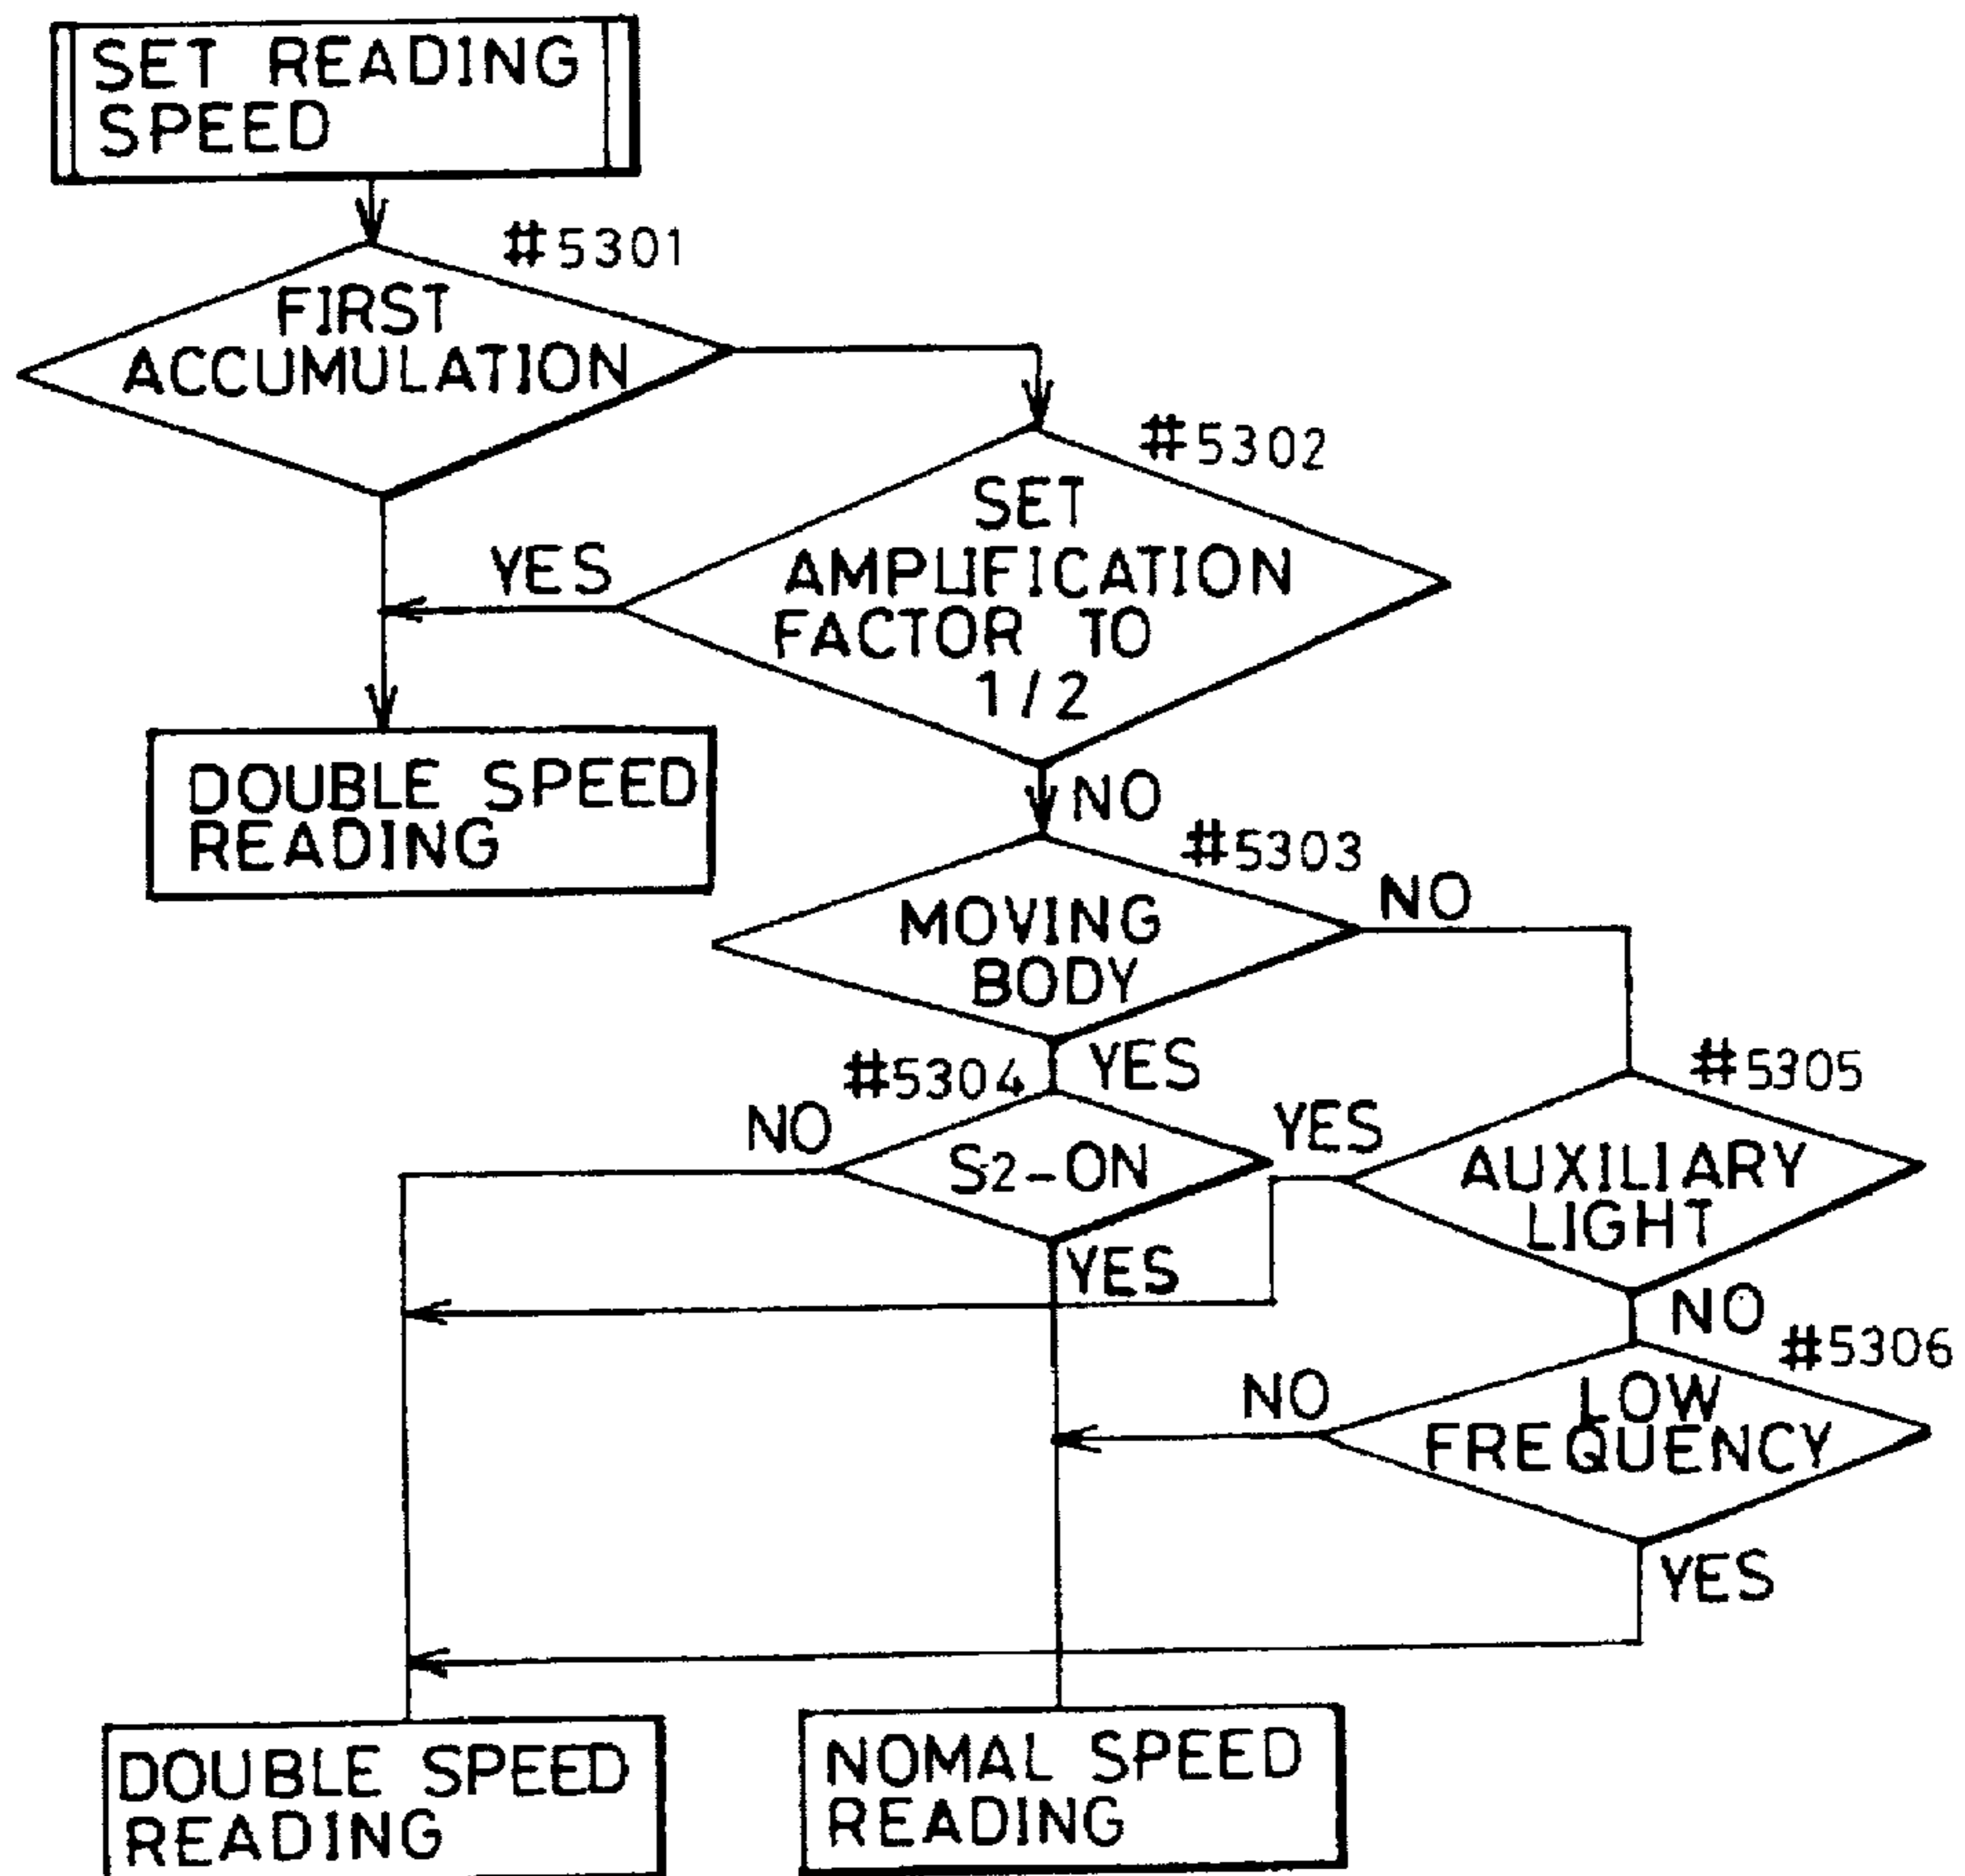 SET READING
SPEED
#5301
FIRST
ACCUMULATION
#5302
SET
AMPLIFICATION
FACTOR TO
1/2
YES
DOUBLE SPEED
READING
NO
#5303
MOVING
BODY
NO
YES
#5304
NO
S2-ON
YES
#5305
YES
AUXILIARY
LIGHT
NO
#5306
LOW
FREQUENCY
NO
YES
DOUBLE SPEED
READING
NOMAL SPEED
READING